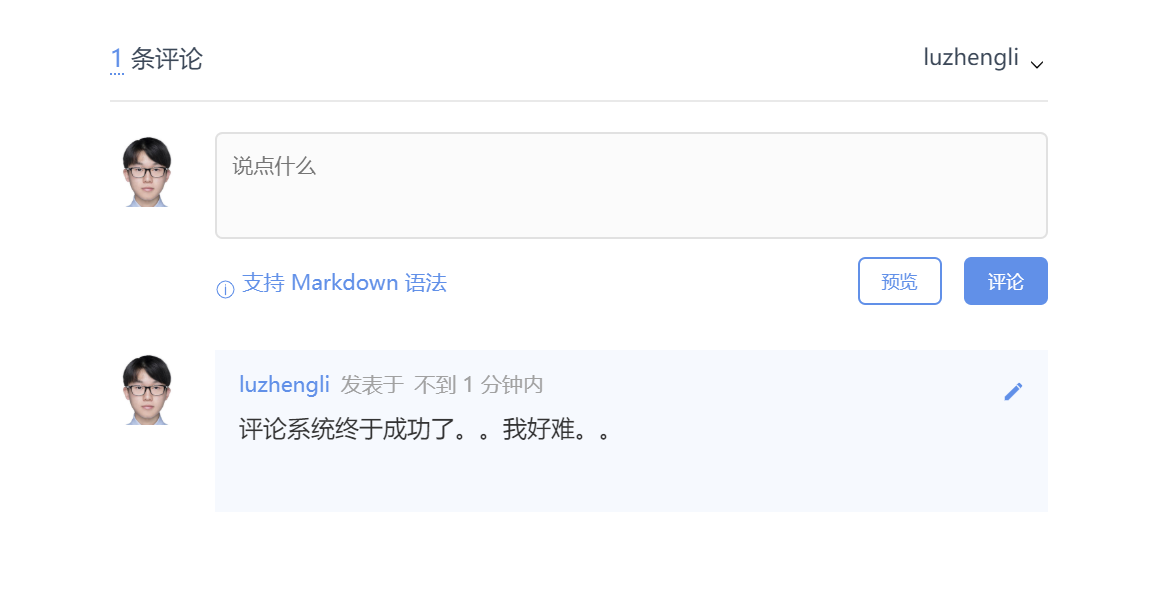 1 条评论
luzhengli
说点什么
支持 Markdown 语法
预览
评论
luzhengli 发表于 不到 1 分钟内
评论系统终于成功了。。我好难。。